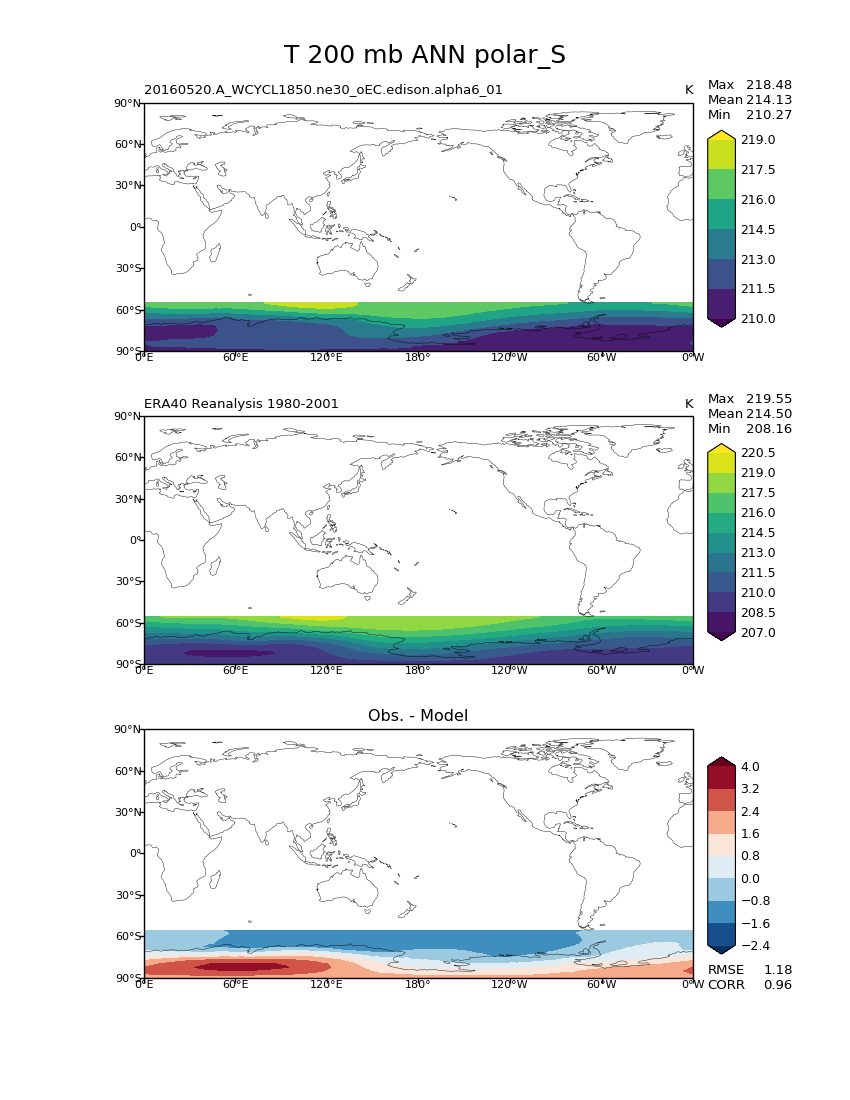 T 200 mb ANN polar_S
20160520.A_WCYCL1850.ne30_oEC.edison.alpha6_01 K
Max 218.48
Mean 214.13
Min 210.27
90°N
60°N
30°N
0°
30°S
60°S
90°S
0°E 60°E 120°E 180° 120°W 60°W 0°W
219.0
217.5
216.0
214.5
213.0
211.5
210.0
ERA40 Reanalysis 1980-2001 K
Max 219.55
Mean 214.50
Min 208.16
90°N
60°N
30°N
0°
30°S
60°S
90°S
0°E 60°E 120°E 180° 120°W 60°W 0°W
220.5
219.0
217.5
216.0
214.5
213.0
211.5
210.0
208.5
207.0
Obs. - Model
90°N
60°N
30°N
0°
30°S
60°S
90°S
0°E 60°E 120°E 180° 120°W 60°W 0°W
4.0
3.2
2.4
1.6
0.8
0.0
−0.8
−1.6
−2.4
RMSE 1.18
CORR 0.96